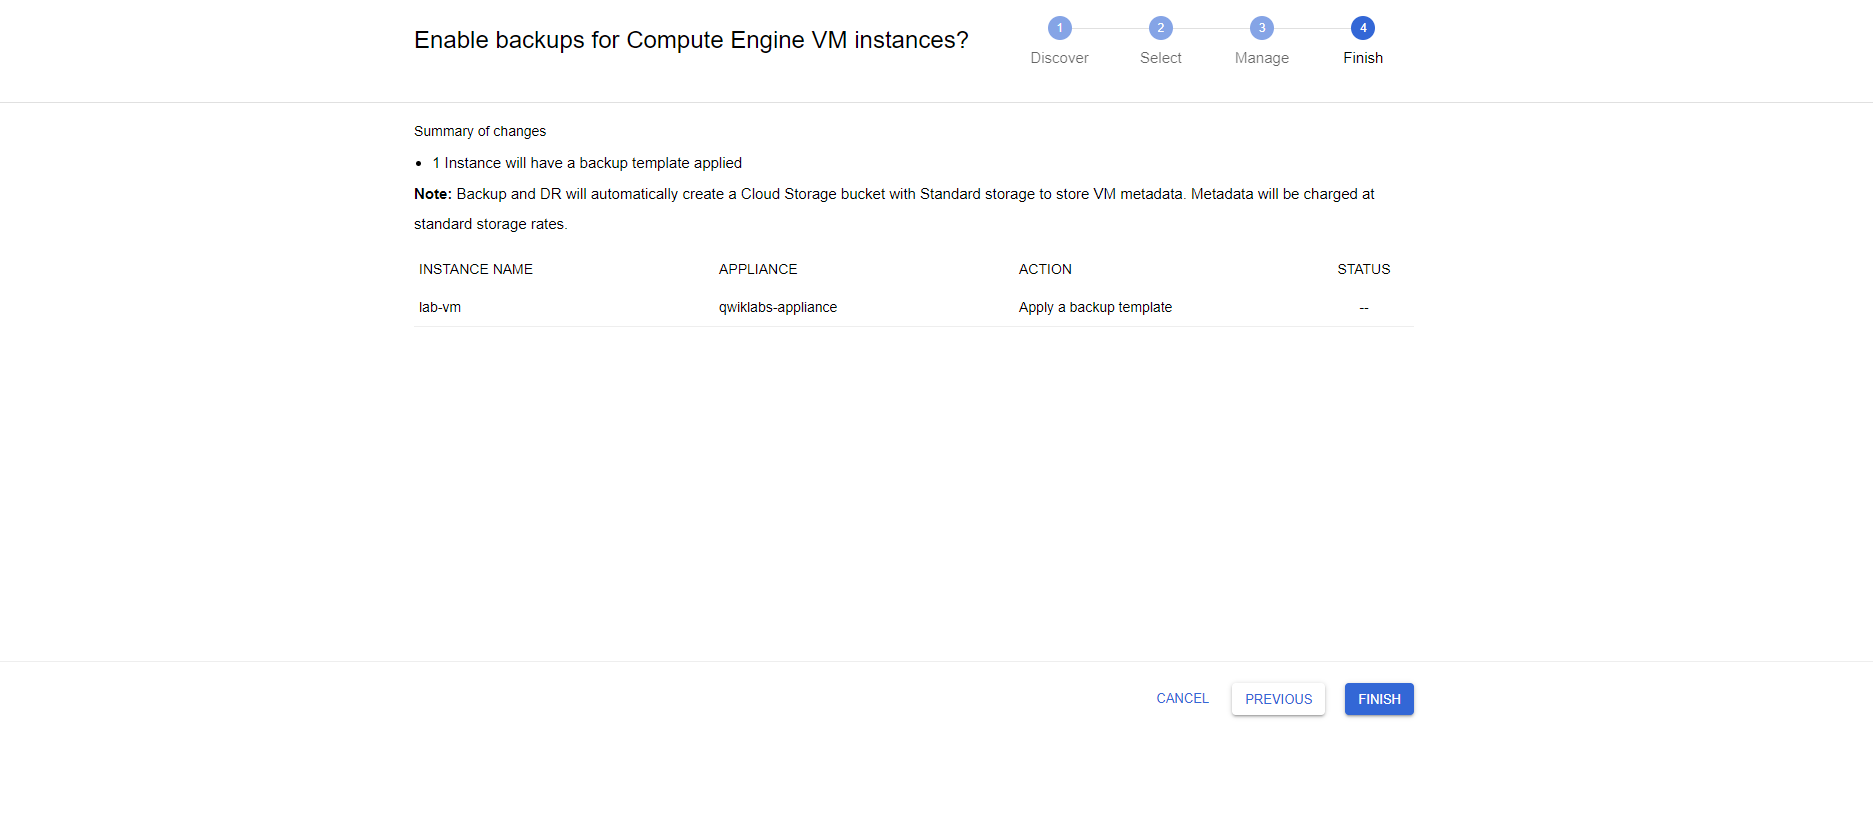 Enable backups for Compute Engine VM instances?
1
2
3
4
Discover
Select
Manage
Finish
Summary of changes
• 1 Instance will have a backup template applied
Note: Backup and DR will automatically create a Cloud Storage bucket with Standard storage to store VM metadata. Metadata will be charged at
standard storage rates.
INSTANCE NAME APPLIANCE ACTION STATUS
lab-vm qwiklabs-appliance Apply a backup template --
CANCEL PREVIOUS FINISH